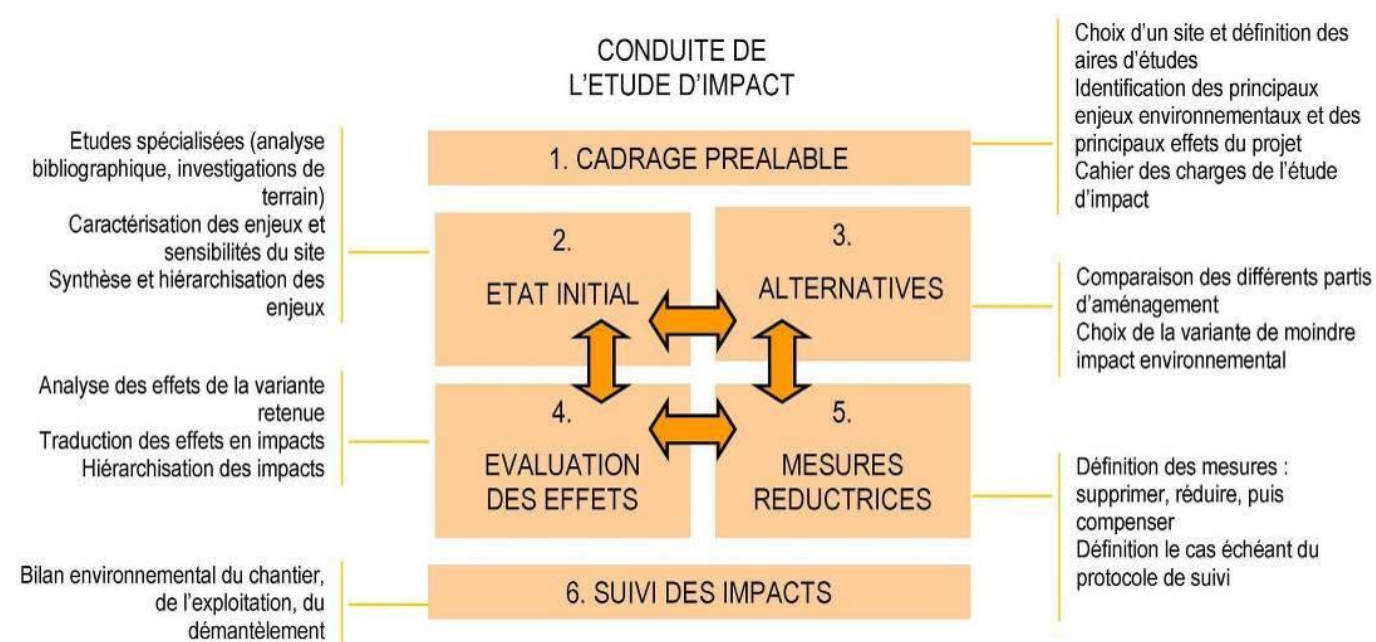 CONDUITE DE
L'ETUDE D'IMPACT
Choix d'un site et définition des
aires d'études
Identification des principaux
enjeux environnementaux et des
principaux effets du projet
Cahier des charges de l'étude
d'impact
1. CADRAGE PREALABLE
Etudes spécialisées (analyse
bibliographique, investigations de
terrain)
Caractérisation des enjeux et
sensibilités du site
Synthèse et hiérarchisation des
enjeux
2.
ETAT INITIAL
3.
ALTERNATIVES
Comparaison des différents partis
d'aménagement
Choix de la variante de moindre
impact environnemental
Analyse des effets de la variante
retenue
Traduction des effets en impacts
Hiérarchisation des impacts
4.
EVALUATION
DES EFFETS
5.
MESURES
REDUCTRICES
Définition des mesures :
supprimer, réduire, puis
compenser
Définition le cas échéant du
protocole de suivi
Bilan environnemental du chantier,
de l'exploitation, du
démantèlement
6. SUIVI DES IMPACTS